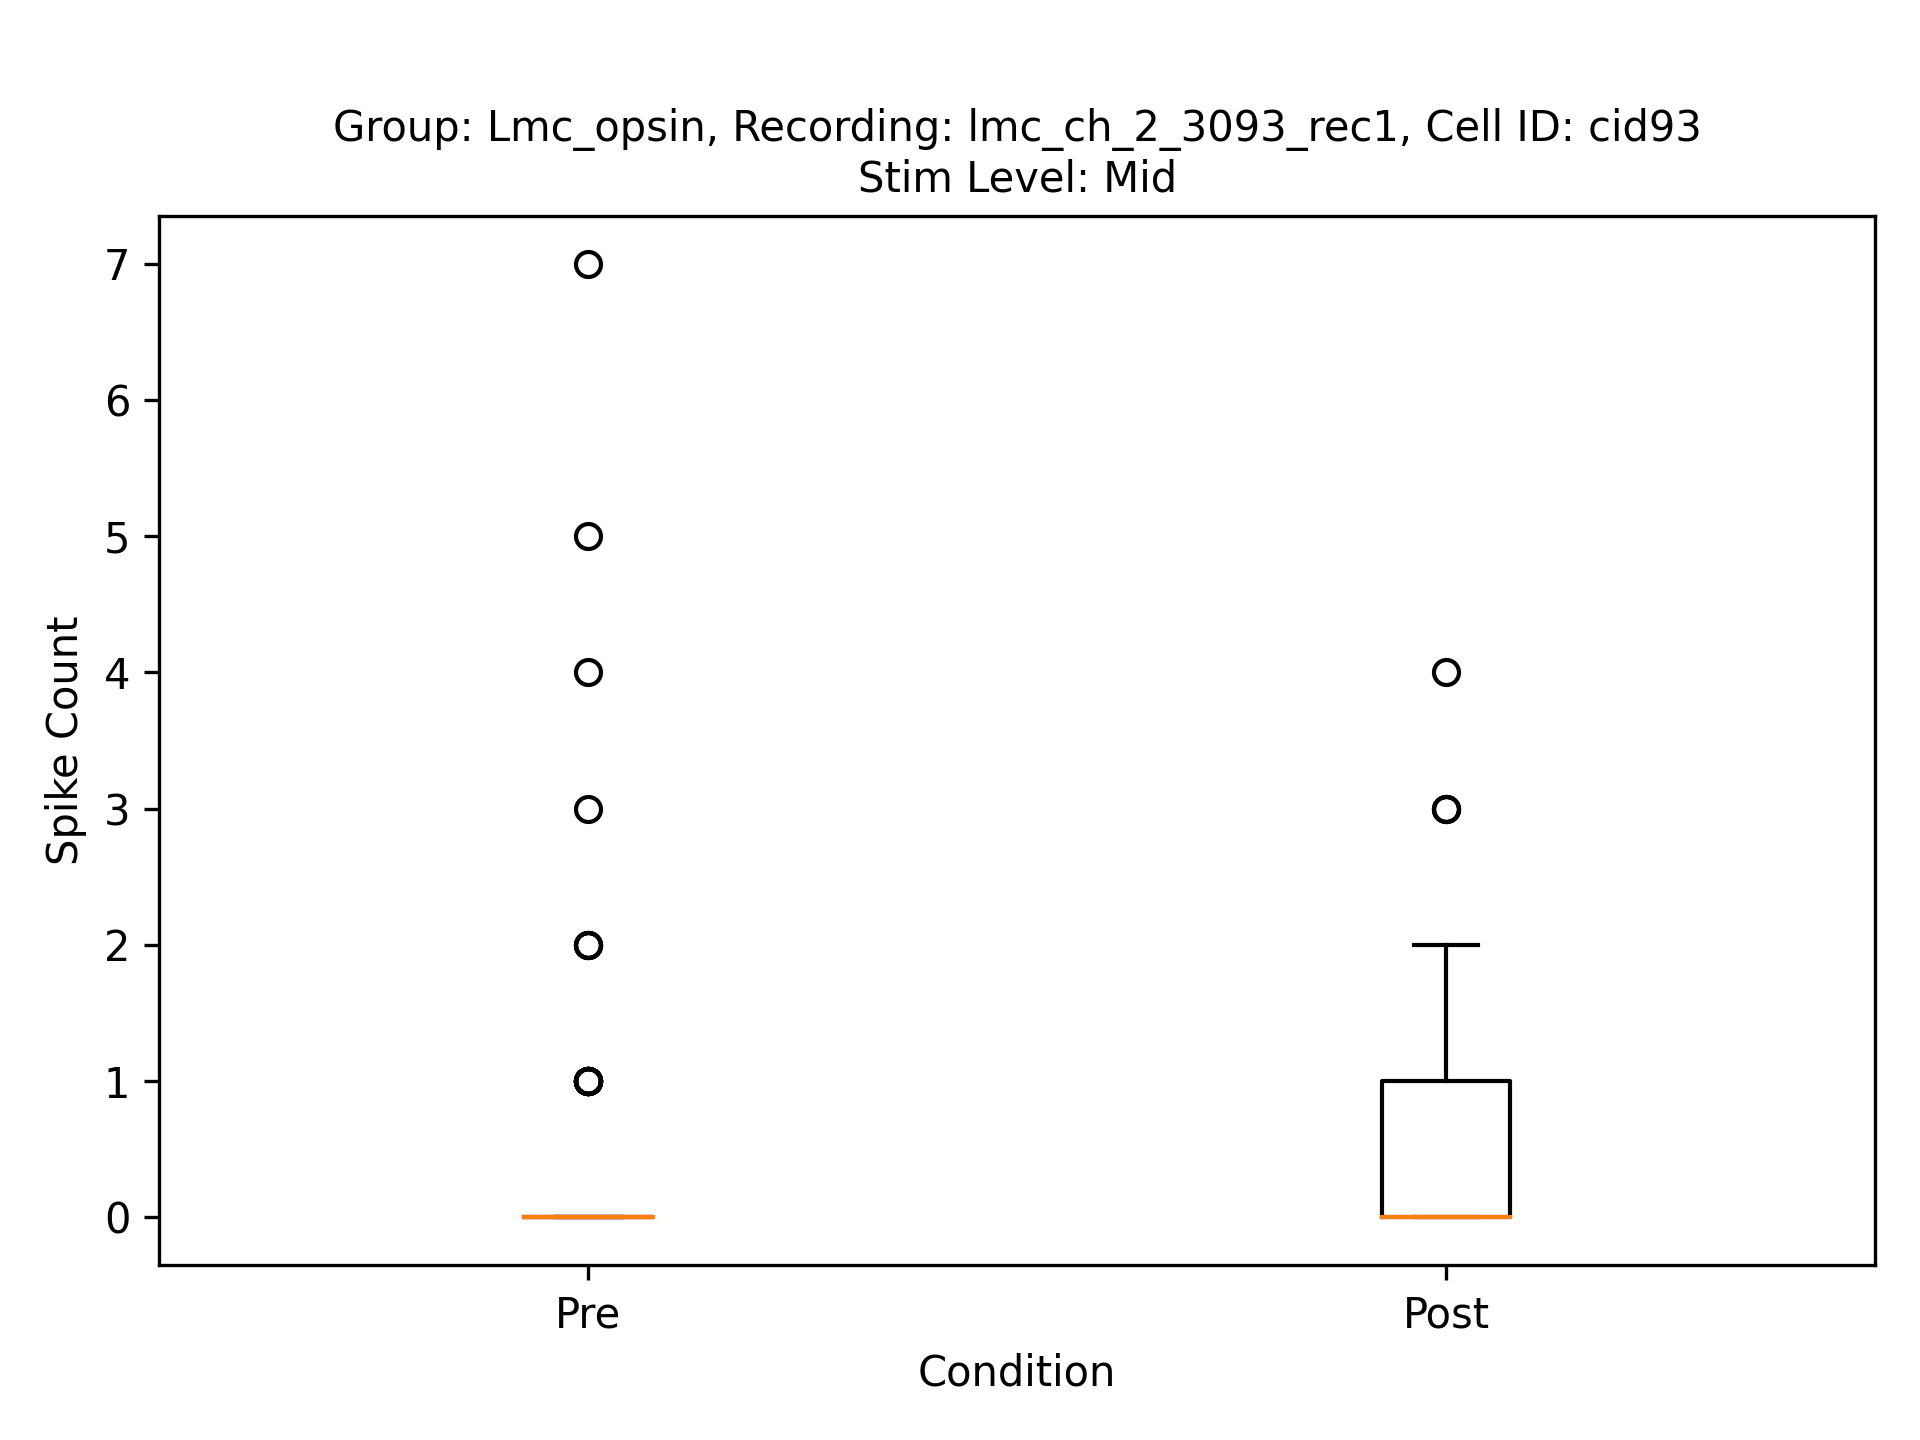 Group: Lmc_opsin, Recording: lmc_ch_2_3093_rec1, Cell ID: cid93
Stim Level: Mid
7
6
5
4
3
2
1
0
Spike Count
Pre
Post
Condition